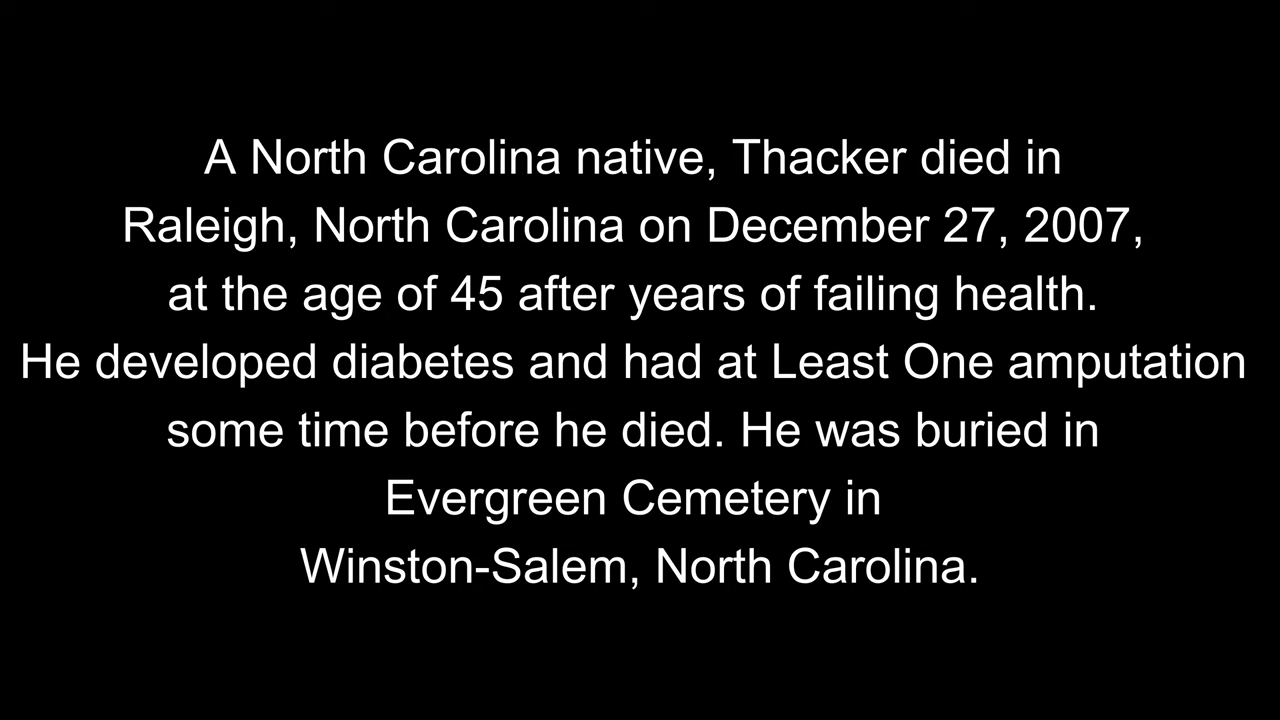 A North Carolina native, Thacker died in
Raleigh, North Carolina on December 27, 2007,
at the age of 45 after years of failing health.
He developed diabetes and had at Least One amputation
some time before he died. He was buried in
Evergreen Cemetery in
Winston-Salem, North Carolina.